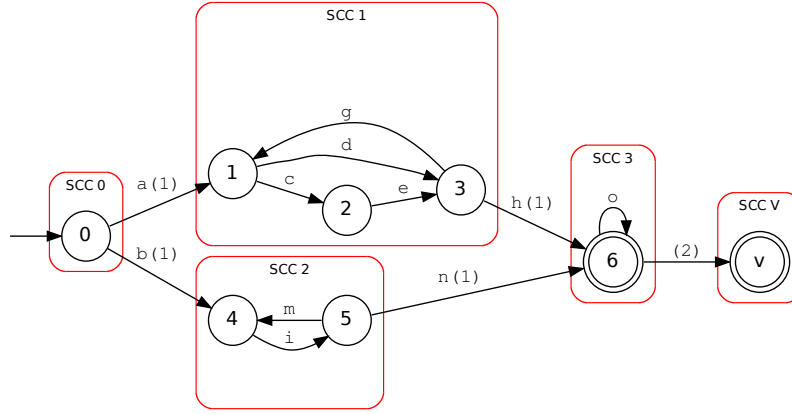 SCC 0
0
a(1)
b(1)
SCC 1
g
d
1
c
2
e
3
h(1)
SCC 2
4
m
i
5
n(1)
SCC 3
o
6
(2)
SCC V
v